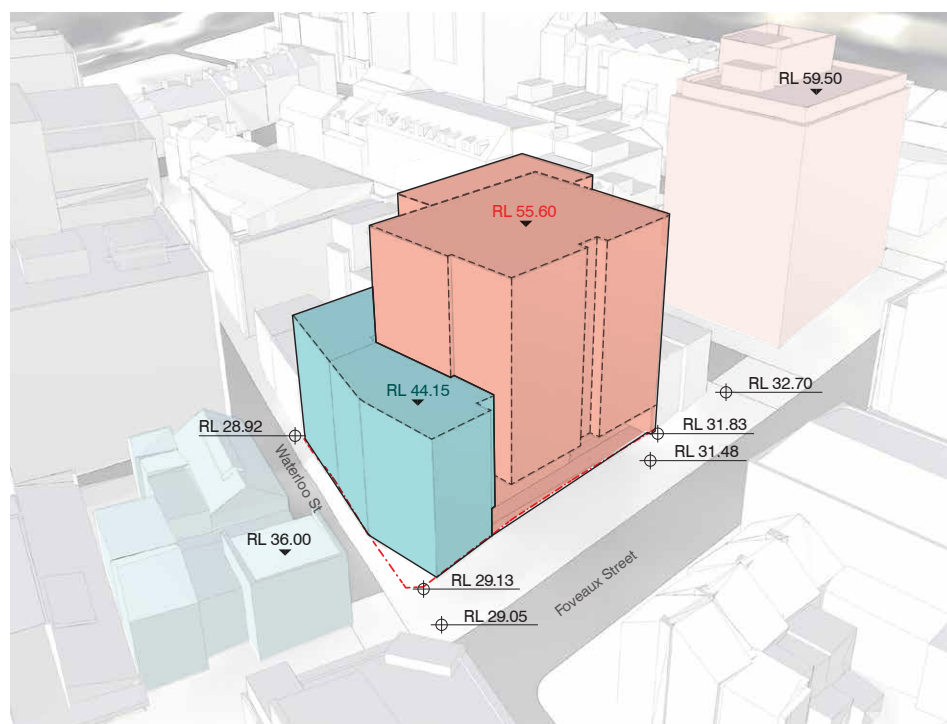 RL 59.50
RL 55.60
RL 32.70
RL 44.15
RL 28.92
RL 31.83
RL 31.48
Waterloo St
RL 36.00
RL 29.13
Foveaux Street
RL 29.05